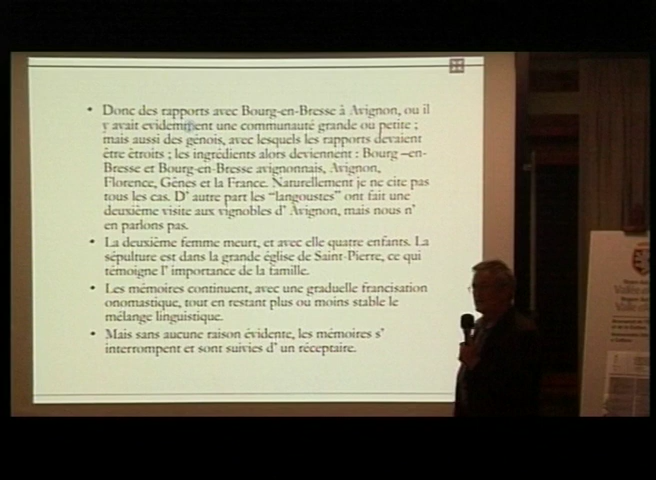 • Donc des rapports avec Bourg-en-Bresse à Avignon, ou il
y avait evidemment une communauté grande ou petite ;
mais aussi des génois, avec lesquels les rapports devaient
être étroits ; les ingrédients alors deviennent : Bourg –en-
Bresse et Bourg-en-Bresse avignonnais, Avignon,
Florence, Gênes et la France. Naturellement je ne cite pas
tous les cas. D' autre part les "langoustes" ont fait une
deuxième visite aux vignobles d' Avignon, mais nous n'
en parlons pas.
• La deuxième femme meurt, et avec elle quatre enfants. La
sépulture est dans la grande église de Saint-Pierre, ce qui
témoigne l' importance de la famille.
• Les mémoires continuent, avec une graduelle francisation
onomastique, tout en restant plus ou moins stable le
mélange linguistique.
• Mais sans aucune raison évidente, les mémoires s'
interrompent et sont suivies d' un réceptaire.